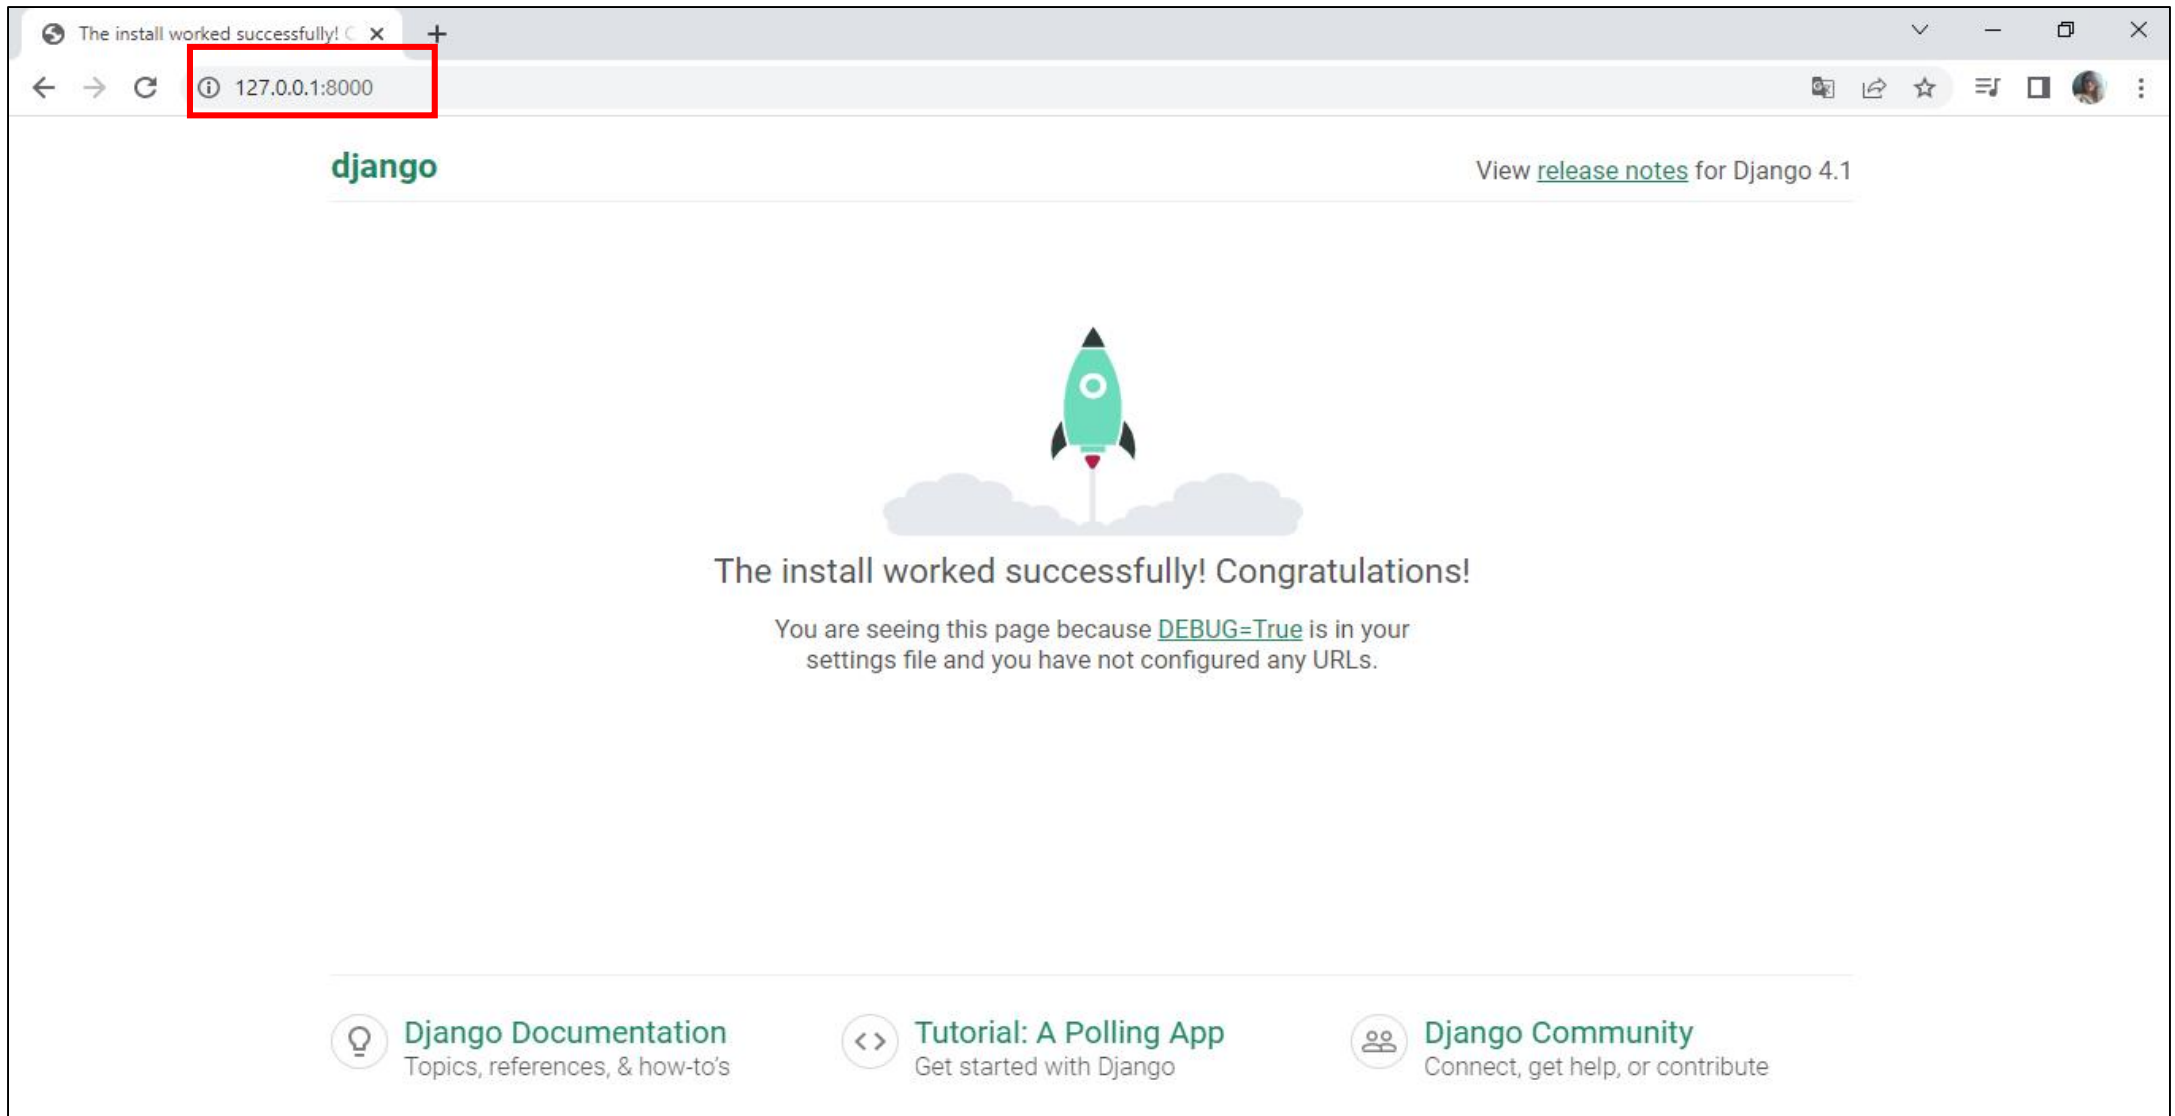 The install worked successfully! C
127.0.0.1:8000
django
View release notes for Django 4.1
The install worked successfully! Congratulations!
You are seeing this page because DEBUG=True is in your
settings file and you have not configured any URLs.
Django Documentation
Topics, references, & how-to's
Tutorial: A Polling App
Get started with Django
Django Community
Connect, get help, or contribute